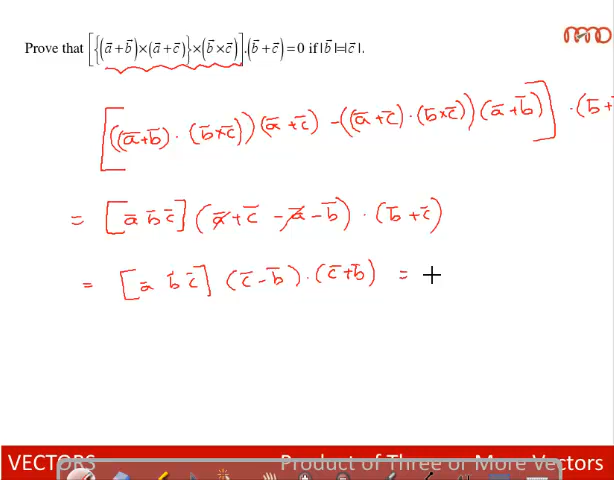 Prove that [{(a⃗ + b⃗) × (a⃗ + c⃗)} × (b⃗ × c⃗)] . (b⃗ + c⃗) = 0 if |b⃗| = |c⃗|.
[((a̅ + b̅) · (b̅ × c̅)) (a̅ + c̅) − ((a̅ + c̅) · (b̅ × c̅)) (a̅ + b̅)] · (b̅ +
= [a̅ b̅ c̅] (a̅ + c̅ − a̅ − b̅) · (b̅ + c̅)
= [a̅ b̅ c̅] (c̅ − b̅) · (c̅ + b̅) =
VECTORS Product of Three or More Vectors